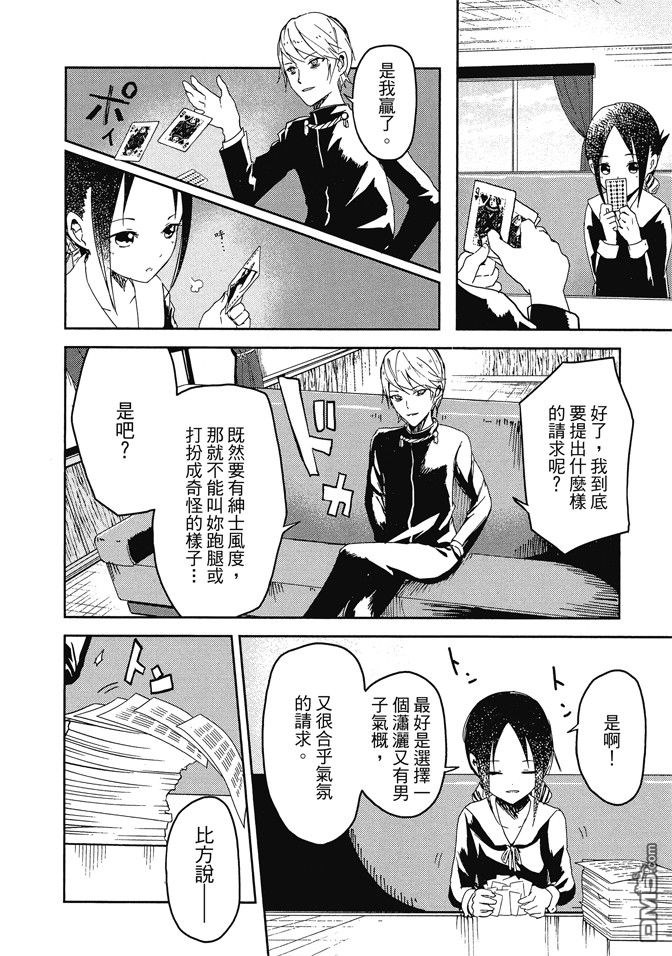 是我贏了。
ポイ
呼…
好了，我到底
要提出什麼樣
的請求呢？
ドン
既然要有紳士風度，
那就不能叫妳跑腿或
打扮成奇怪的樣子…
是吧？
是啊！
トン
トン
最好是選擇一
個瀟灑又有男
子氣概，
又很合乎氣氛
的請求。
比方說——
DM5.com